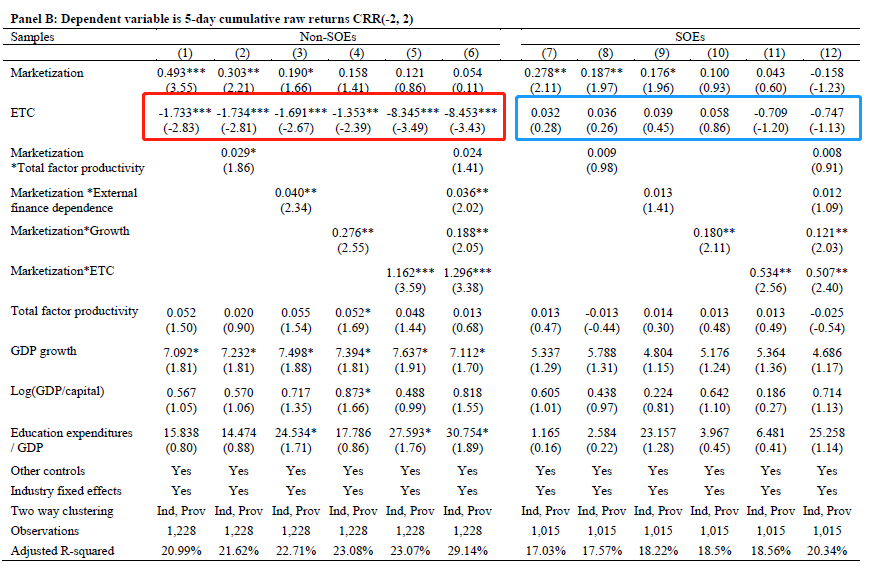 Panel B: Dependent variable is 5-day cumulative raw returns CRR(-2, 2)
Samples Non-SOEs SOEs
(1) (2) (3) (4) (5) (6) (7) (8) (9) (10) (11) (12)
Marketization 0.493*** 0.303** 0.190* 0.158 0.121 0.054 0.278** 0.187** 0.176* 0.100 0.043 -0.158
(3.55) (2.21) (1.66) (1.41) (0.86) (0.11) (2.11) (1.97) (1.96) (0.93) (0.60) (-1.23)
ETC -1.733*** -1.734*** -1.691*** -1.353** -8.345*** -8.453*** 0.032 0.036 0.039 0.058 -0.709 -0.747
(-2.83) (-2.81) (-2.67) (-2.39) (-3.49) (-3.43) (0.28) (0.26) (0.45) (0.86) (-1.20) (-1.13)
Marketization 0.029* 0.024 0.009 0.008
*Total factor productivity (1.86) (1.41) (0.98) (0.91)
Marketization *External 0.040** 0.036** 0.013 0.012
finance dependence (2.34) (2.02) (1.41) (1.09)
Marketization*Growth 0.276** 0.188** 0.180** 0.121**
(2.55) (2.05) (2.11) (2.03)
Marketization*ETC 1.162*** 1.296*** 0.534** 0.507**
(3.59) (3.38) (2.56) (2.40)
Total factor productivity 0.052 0.020 0.055 0.052* 0.048 0.013 0.013 -0.013 0.014 0.013 0.013 -0.025
(1.50) (0.90) (1.54) (1.69) (1.44) (0.68) (0.47) (-0.44) (0.30) (0.48) (0.49) (-0.54)
GDP growth 7.092* 7.232* 7.498* 7.394* 7.637* 7.112* 5.337 5.788 4.804 5.176 5.364 4.686
(1.81) (1.81) (1.88) (1.81) (1.91) (1.70) (1.29) (1.31) (1.15) (1.24) (1.36) (1.17)
Log(GDP/capital) 0.567 0.570 0.717 0.873* 0.488 0.818 0.605 0.438 0.224 0.642 0.186 0.714
(1.05) (1.06) (1.35) (1.66) (0.99) (1.55) (1.01) (0.97) (0.81) (1.10) (0.27) (1.13)
Education expenditures 15.838 14.474 24.534* 17.786 27.593* 30.754* 1.165 2.584 23.157 3.967 6.481 25.258
/ GDP (0.80) (0.88) (1.71) (0.86) (1.76) (1.89) (0.16) (0.22) (1.28) (0.45) (0.41) (1.14)
Other controls Yes Yes Yes Yes Yes Yes Yes Yes Yes Yes Yes Yes
Industry fixed effects Yes Yes Yes Yes Yes Yes Yes Yes Yes Yes Yes Yes
Two way clustering Ind, Prov Ind, Prov Ind, Prov Ind, Prov Ind, Prov Ind, Prov Ind, Prov Ind, Prov Ind, Prov Ind, Prov Ind, Prov Ind, Prov
Observations 1,228 1,228 1,228 1,228 1,228 1,228 1,015 1,015 1,015 1,015 1,015 1,015
Adjusted R-squared 20.99% 21.62% 22.71% 23.08% 23.07% 29.14% 17.03% 17.57% 18.22% 18.5% 18.56% 20.34%